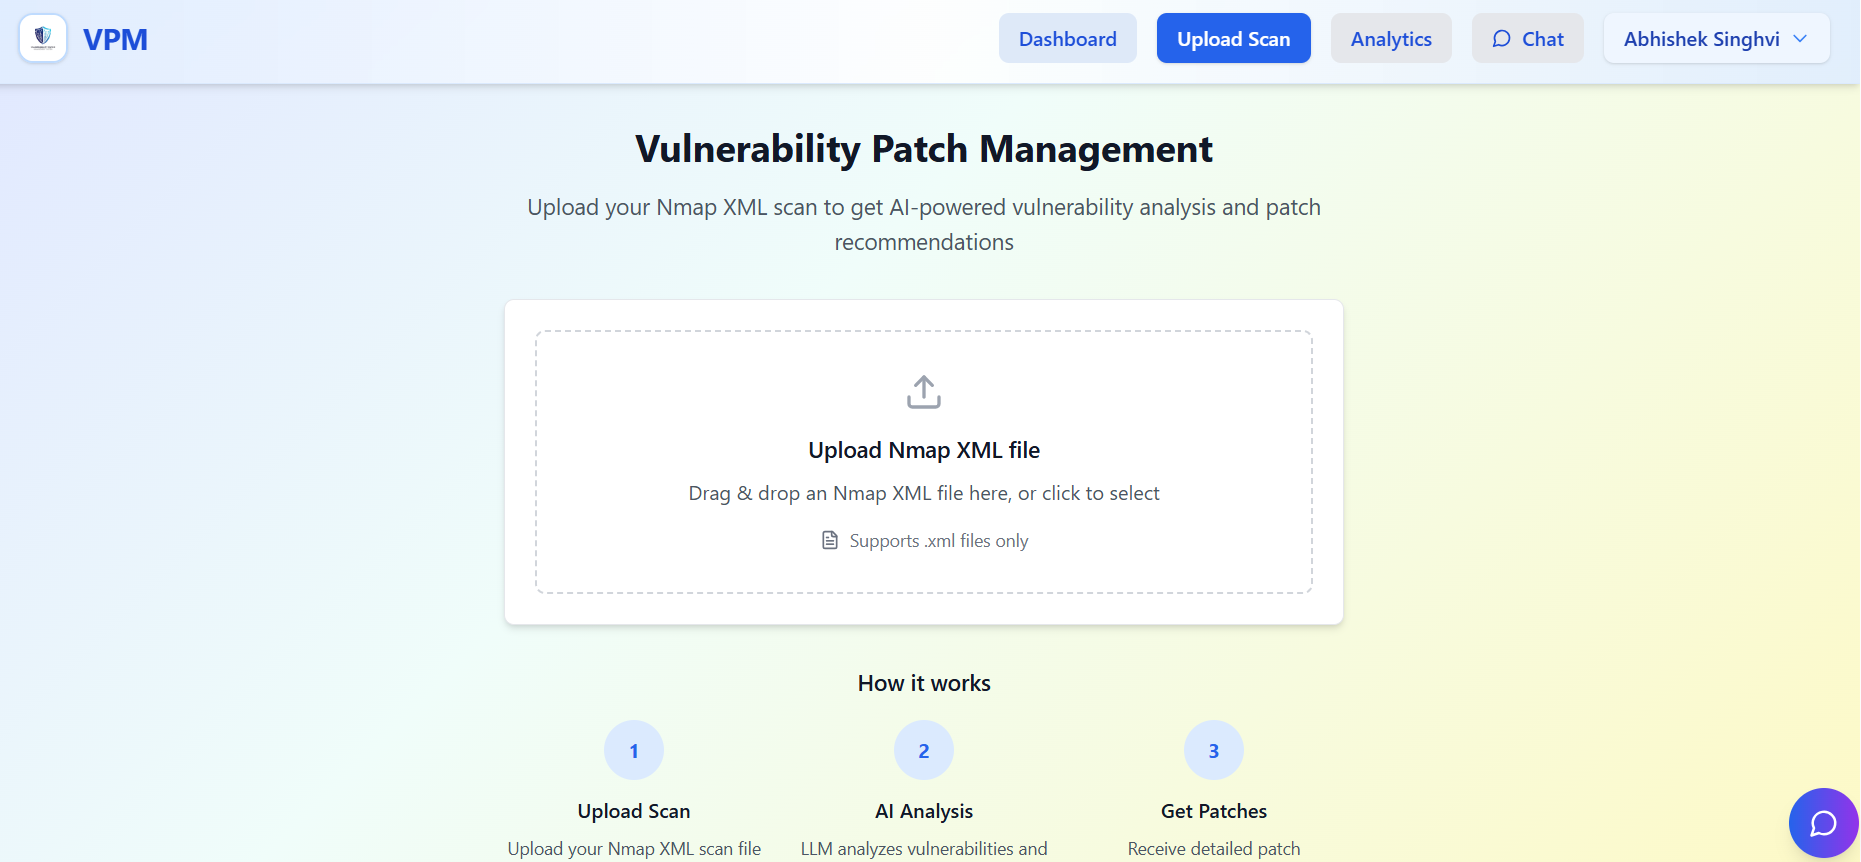 VPM
Dashboard
Upload Scan
Analytics
Chat
Abhishek Singhvi
Vulnerability Patch Management
Upload your Nmap XML scan to get AI-powered vulnerability analysis and patch
recommendations
Upload Nmap XML file
Drag & drop an Nmap XML file here, or click to select
Supports .xml files only
How it works
1
2
3
Upload Scan
AI Analysis
Get Patches
Upload your Nmap XML scan file
LLM analyzes vulnerabilities and
Receive detailed patch